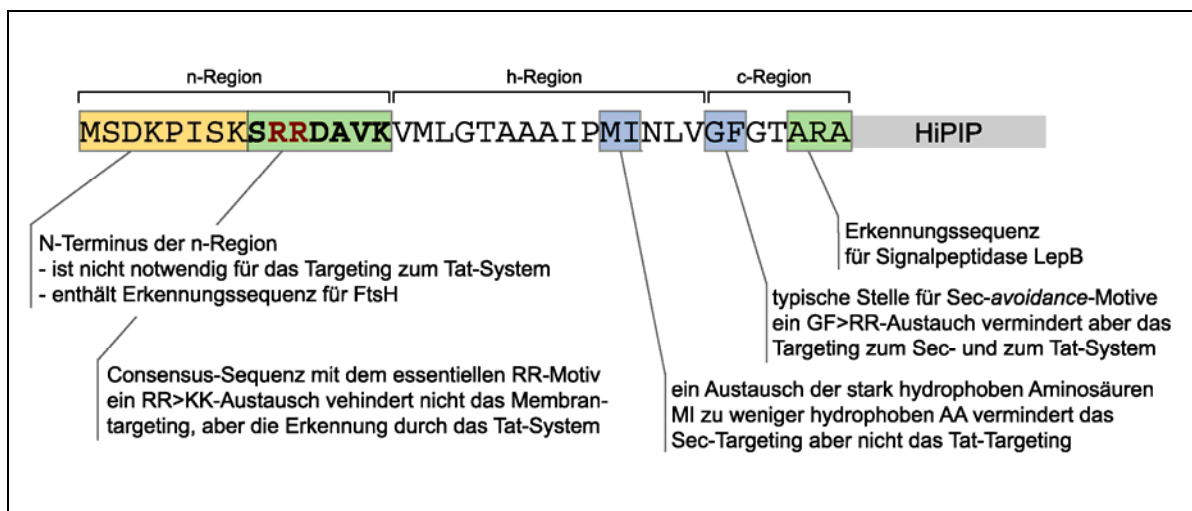 n-Region h-Region c-Region
MSDKPISKSRRDAVKVMLGTAAAIPMINLVGFGTARA HiPIP
N-Terminus der n-Region
- ist nicht notwendig für das Targeting zum Tat-System
- enthält Erkennungssequenz für FtsH
Consensus-Sequenz mit dem essentiellen RR-Motiv
ein RR>KK-Austausch vehindert nicht das Membran-
targeting, aber die Erkennung durch das Tat-System
Erkennungssequenz
für Signalpeptidase LepB
typische Stelle für Sec-avoidance-Motive
ein GF>RR-Austauch vermindert aber das
Targeting zum Sec- und zum Tat-System
ein Austausch der stark hydrophoben Aminosäuren
MI zu weniger hydrophoben AA vermindert das
Sec-Targeting aber nicht das Tat-Targeting